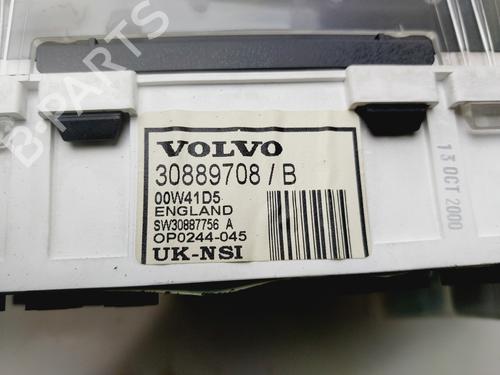 B-PARTS
VOLVO
30889708 / B
00W41D5
ENGLAND
SW30887756 A
OP0244-045
UK-NSI
13 OCT 2000